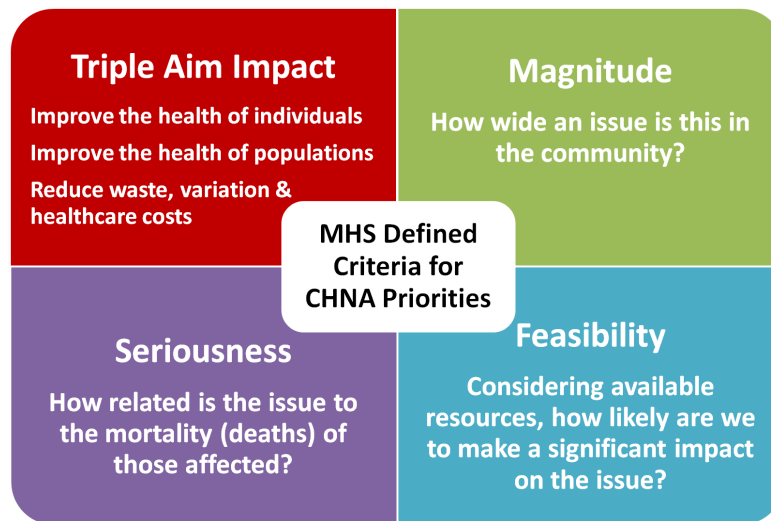 Triple Aim Impact
Improve the health of individuals
Improve the health of populations
Reduce waste, variation &
healthcare costs
Magnitude
How wide an issue is this in
the community?
MHS Defined
Criteria for
CHNA Priorities
Seriousness
How related is the issue to
the mortality (deaths) of
those affected?
Feasibility
Considering available
resources, how likely are we
to make a significant impact
on the issue?